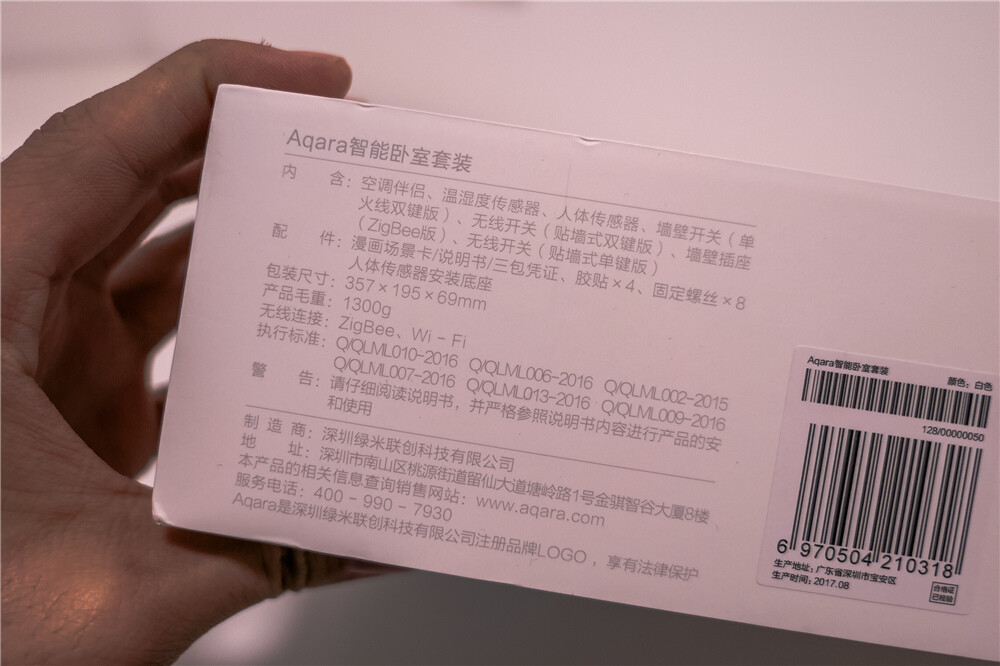 Aqara智能卧室套装
内 含：空调伴侣、温湿度传感器、人体传感器、墙壁开关（单
火线双键版）、无线开关（贴墙式双键版）、墙壁插座
（ZigBee版）、无线开关（贴墙式单键版）
配 件：漫画场景卡/说明书/三包凭证、胶贴×4、固定螺丝×8
人体传感器安装底座
包装尺寸：357×195×69mm
产品毛重：1300g
无线连接：ZigBee、Wi-Fi
执行标准：Q/QLML010-2016 Q/QLML006-2016 Q/QLML002-2015
Q/QLML007-2016 Q/QLML013-2016 Q/QLML009-2016
警 告：请仔细阅读说明书，并严格参照说明书内容进行产品的安
和使用
制 造 商：深圳绿米联创科技有限公司
地 址：深圳市南山区桃源街道留仙大道塘岭路1号金骐智谷大厦8楼
本产品的相关信息查询销售网站：www.aqara.com
服务电话：400-990-7930
Aqara是深圳绿米联创科技有限公司注册品牌LOGO，享有法律保护
Aqara智能卧室套装
颜色：白色
128/00000050
6 970504 210318
生产地址：广东省深圳市宝安区
生产时间：2017.08
合格证
已检验